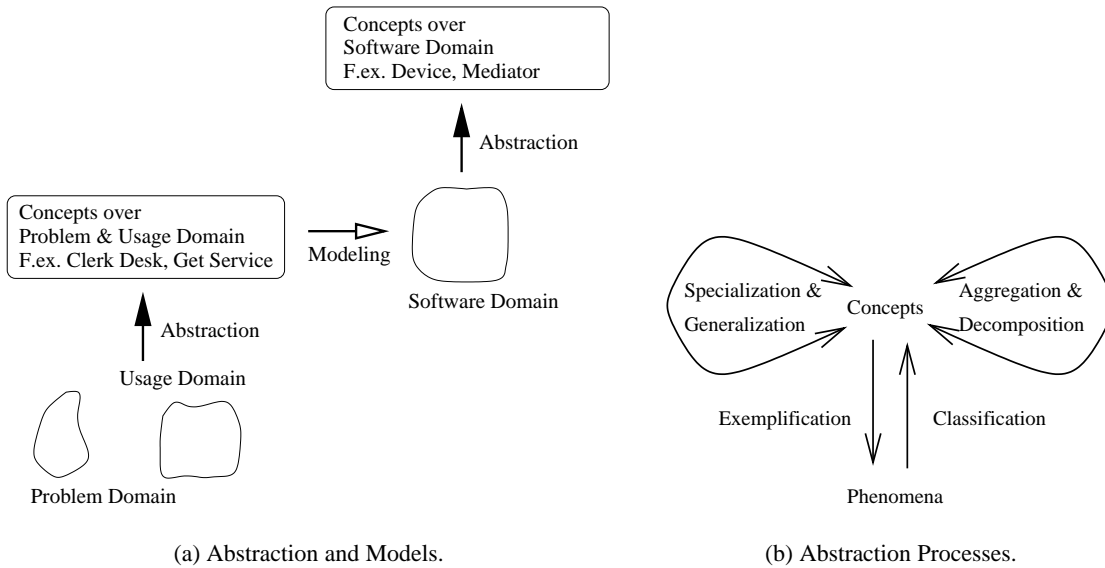 Concepts over
Software Domain
F.ex. Device, Mediator
Abstraction
Concepts over
Problem & Usage Domain
F.ex. Clerk Desk, Get Service
Modeling
Software Domain
Abstraction
Usage Domain
Problem Domain
(a) Abstraction and Models.
Specialization &
Generalization
Concepts
Aggregation &
Decomposition
Exemplification
Classification
Phenomena
(b) Abstraction Processes.